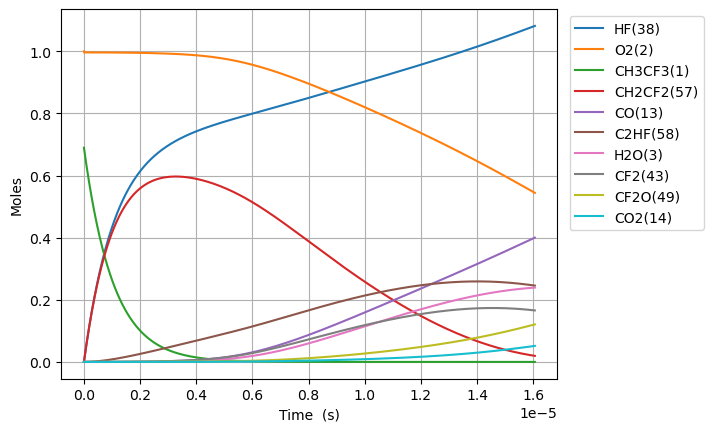 HF(38)
O2(2)
CH3CF3(1)
CH2CF2(57)
CO(13)
C2HF(58)
H2O(3)
CF2(43)
CF2O(49)
CO2(14)
Moles
1.0
0.8
0.6
0.4
0.2
0.0
0.0 0.2 0.4 0.6 0.8 1.0 1.2 1.4 1.6
1e-5
Time (s)